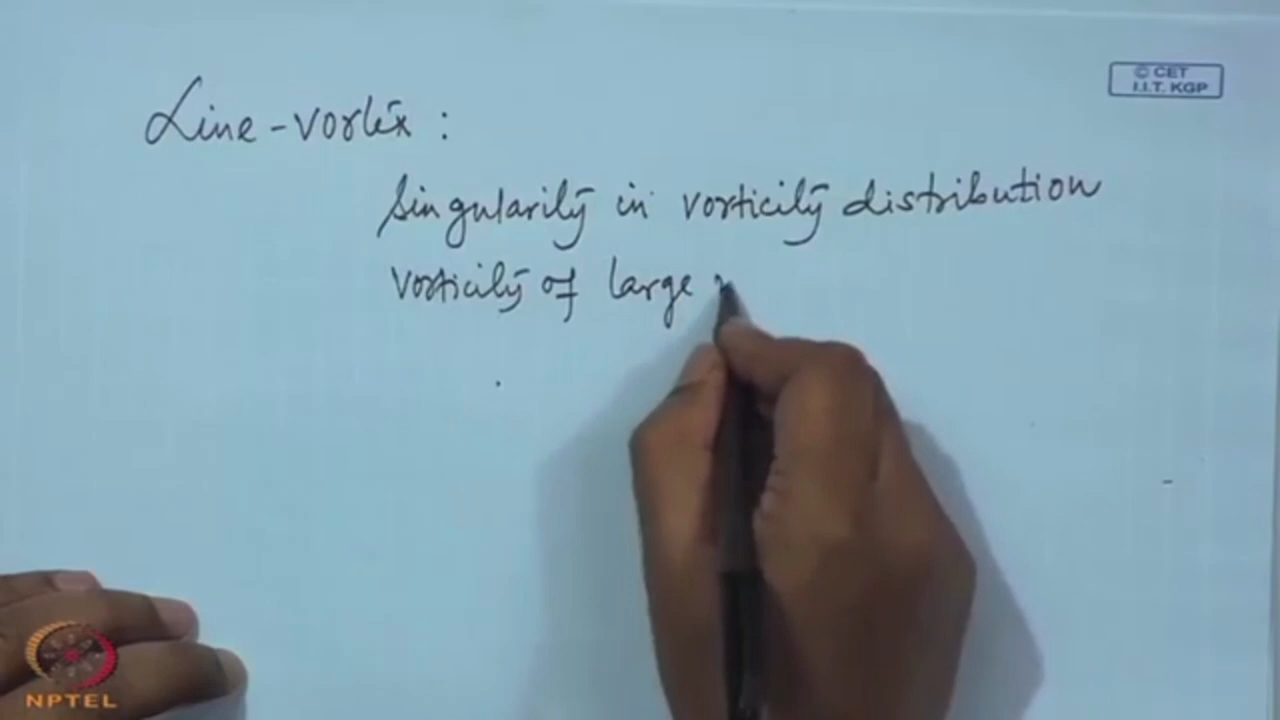 © CET
I.I.T. KGP
Line-vortex :
Singularity in vorticity distribution
vorticity of large
NPTEL